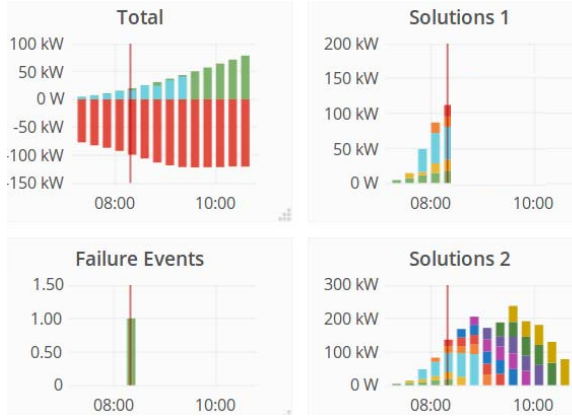 Total
100 kW
50 kW
0 W
-50 kW
-100 kW
-150 kW
08:00
10:00
Solutions 1
200 kW
150 kW
100 kW
50 kW
0 W
08:00
10:00
Failure Events
1.50
1.00
0.50
0
08:00
10:00
Solutions 2
300 kW
200 kW
100 kW
0 W
08:00
10:00